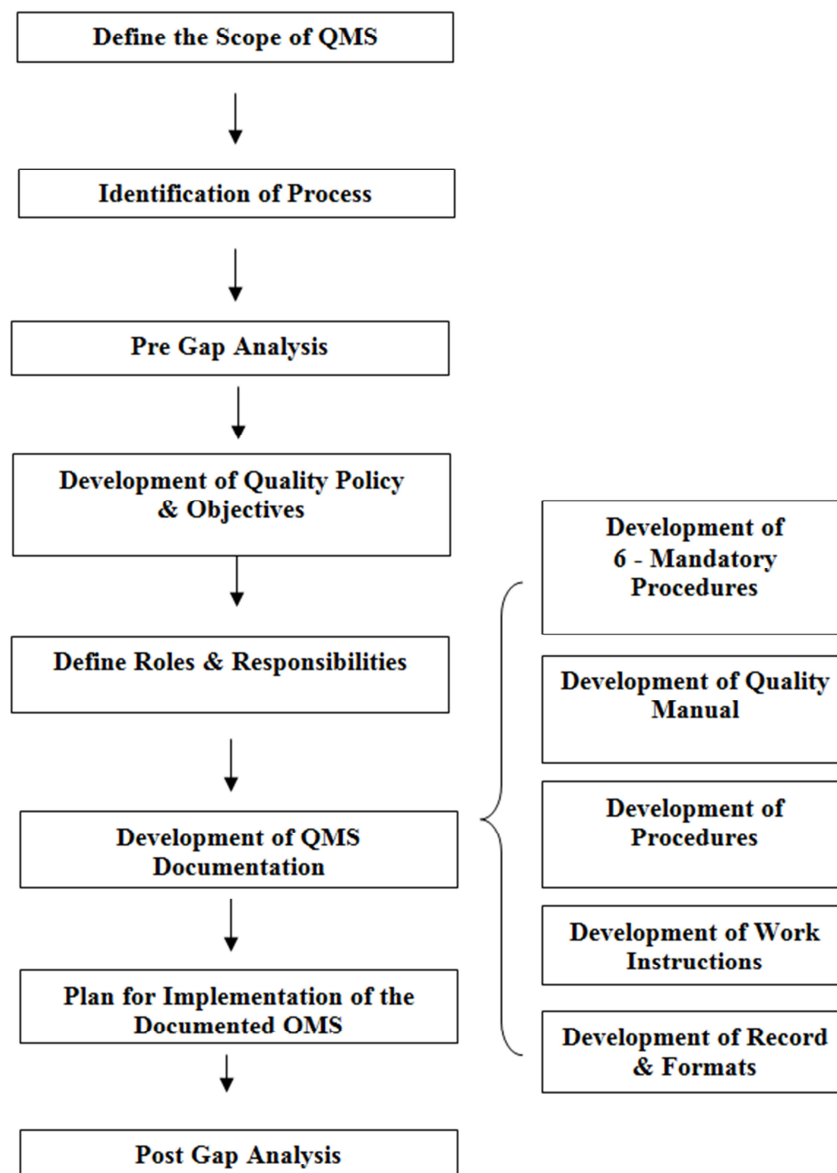 Define the Scope of QMS
Identification of Process
Pre Gap Analysis
Development of Quality Policy
& Objectives
Define Roles & Responsibilities
Development of QMS
Documentation
Plan for Implementation of the
Documented OMS
Post Gap Analysis
Development of
6 - Mandatory
Procedures
Development of Quality
Manual
Development of
Procedures
Development of Work
Instructions
Development of Record
& Formats